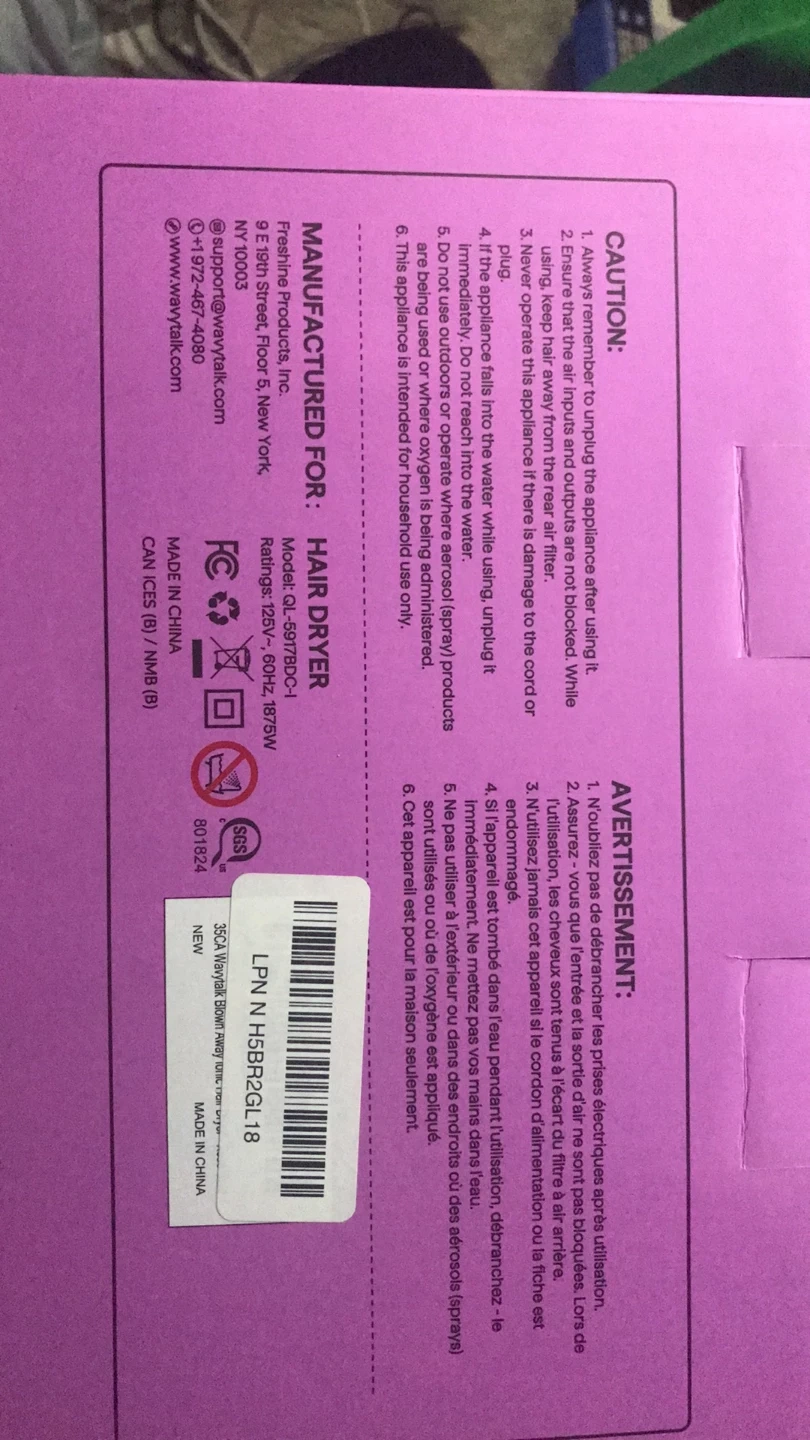 CAUTION:
1. Always remember to unplug the appliance after using it.
2. Ensure that the air inputs and outputs are not blocked. While
using, keep hair away from the rear air filter.
3. Never operate this appliance if there is damage to the cord or
plug.
4. If the appliance falls into the water while using, unplug it
immediately. Do not reach into the water.
5. Do not use outdoors or operate where aerosol (spray) products
are being used or where oxygen is being administered.
6. This appliance is intended for household use only.
AVERTISSEMENT:
1. N'oubliez pas de débrancher les prises électriques après utilisation.
2. Assurez - vous que l'entrée et la sortie d'air ne sont pas bloquées. Lors de
l'utilisation, les cheveux sont tenus à l'écart du filtre à air arrière.
3. N'utilisez jamais cet appareil si le cordon d'alimentation ou la fiche est
endommagé.
4. Si l'appareil est tombé dans l'eau pendant l'utilisation, débranchez - le
immédiatement. Ne mettez pas vos mains dans l'eau.
5. Ne pas utiliser à l'extérieur ou dans des endroits où des aérosols (sprays)
sont utilisés ou où de l'oxygène est appliqué.
6. Cet appareil est pour la maison seulement.
MANUFACTURED FOR:
Freshine Products, Inc.
9 E 19th Street, Floor 5, New York,
NY 10003
support@wavytalk.com
+1 972-467-4080
www.wavytalk.com
HAIR DRYER
Model: QL-5917BDC-I
Ratings: 125V~, 60Hz, 1875W
FC
c SGS us
801824
MADE IN CHINA
CAN ICES (B) / NMB (B)
LPN N H5BR2GL18
35CA Wavytalk Blown Away Ionic
NEW
MADE IN CHINA